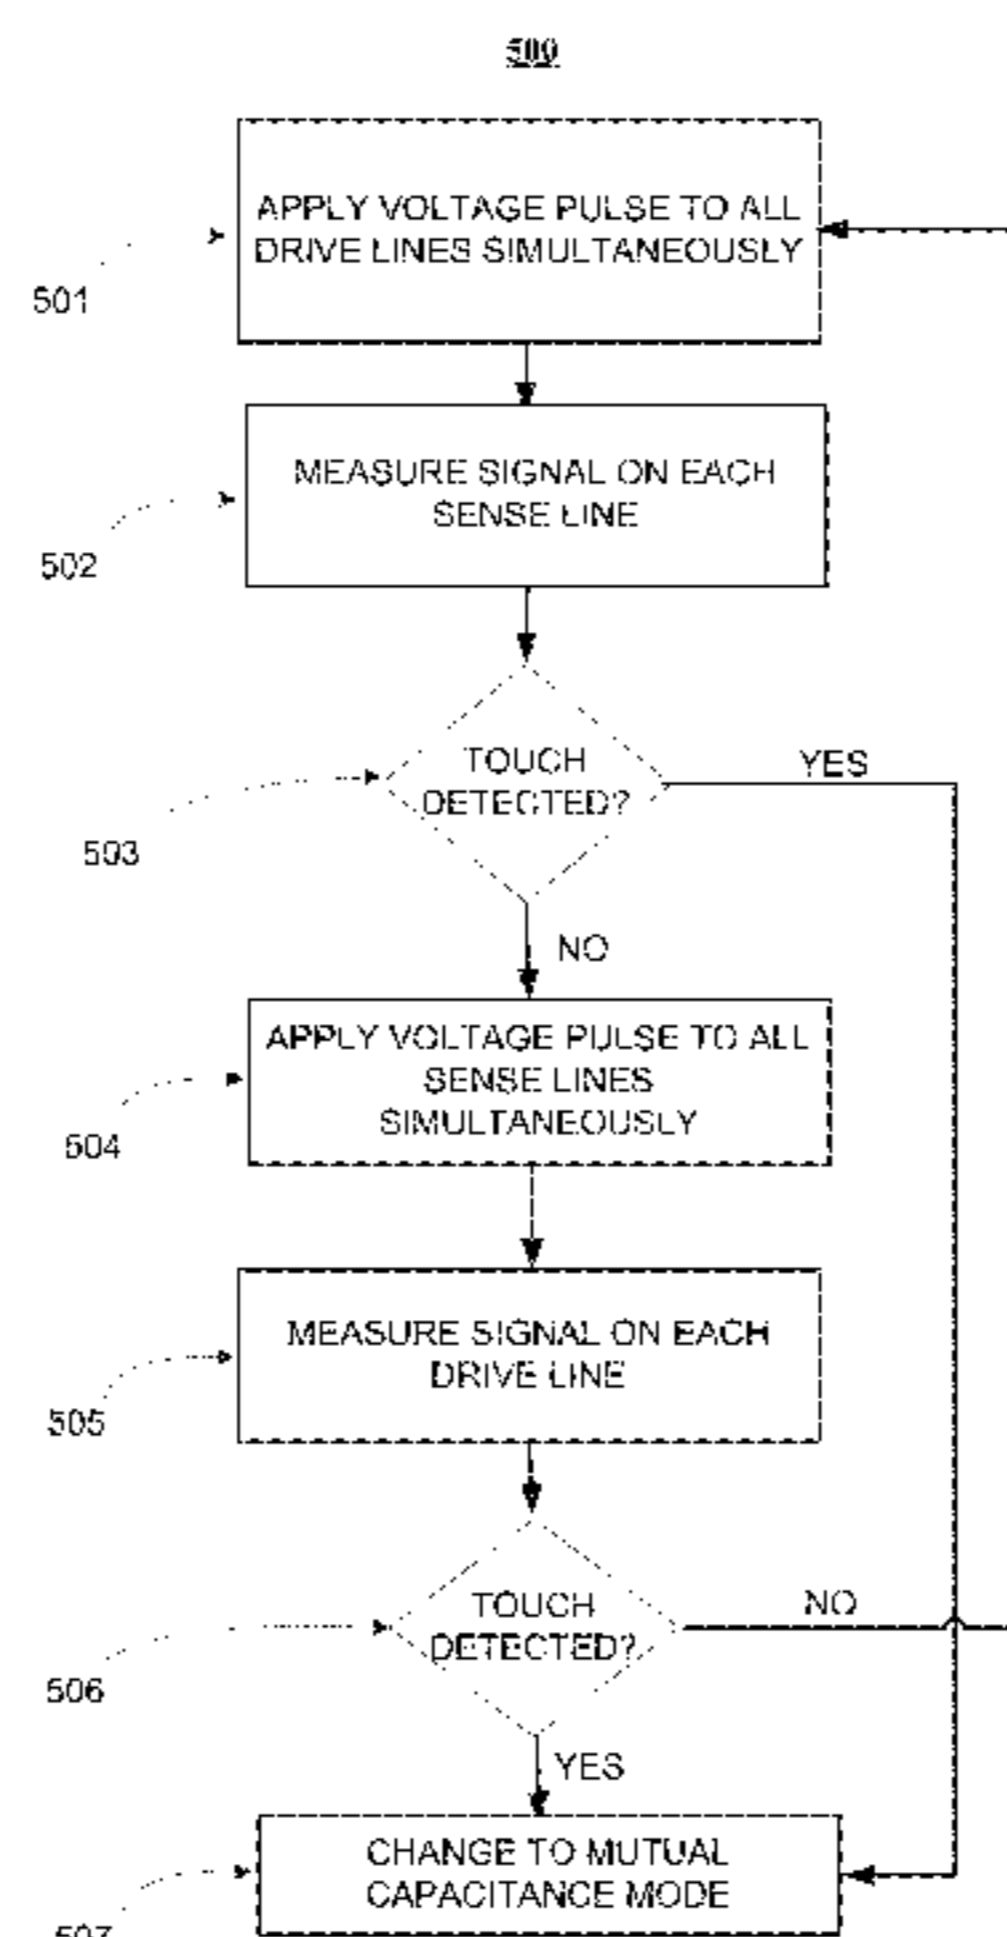 500
APPLY VOLTAGE PULSE TO ALL
DRIVE LINES SIMULTANEOUSLY
501
MEASURE SIGNAL ON EACH
SENSE LINE
502
TOUCH
DETECTED?
YES
503
NO
APPLY VOLTAGE PULSE TO ALL
SENSE LINES
SIMULTANEOUSLY
504
MEASURE SIGNAL ON EACH
DRIVE LINE
505
TOUCH
DETECTED?
NO
506
YES
CHANGE TO MUTUAL
CAPACITANCE MODE
507